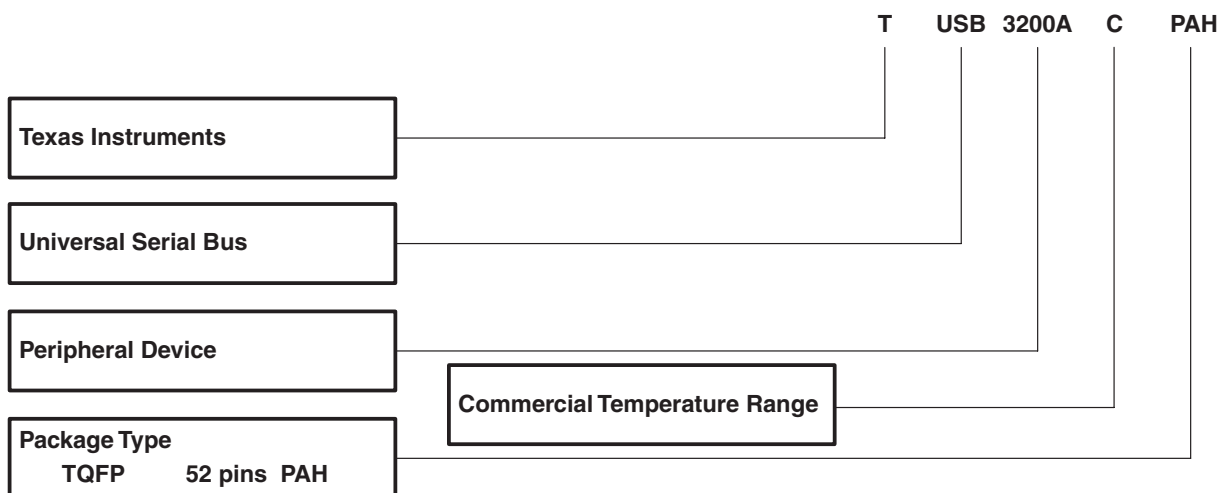 T USB 3200A C PAH
Texas Instruments
Universal Serial Bus
Peripheral Device
Commercial Temperature Range
Package Type
TQFP 52 pins PAH